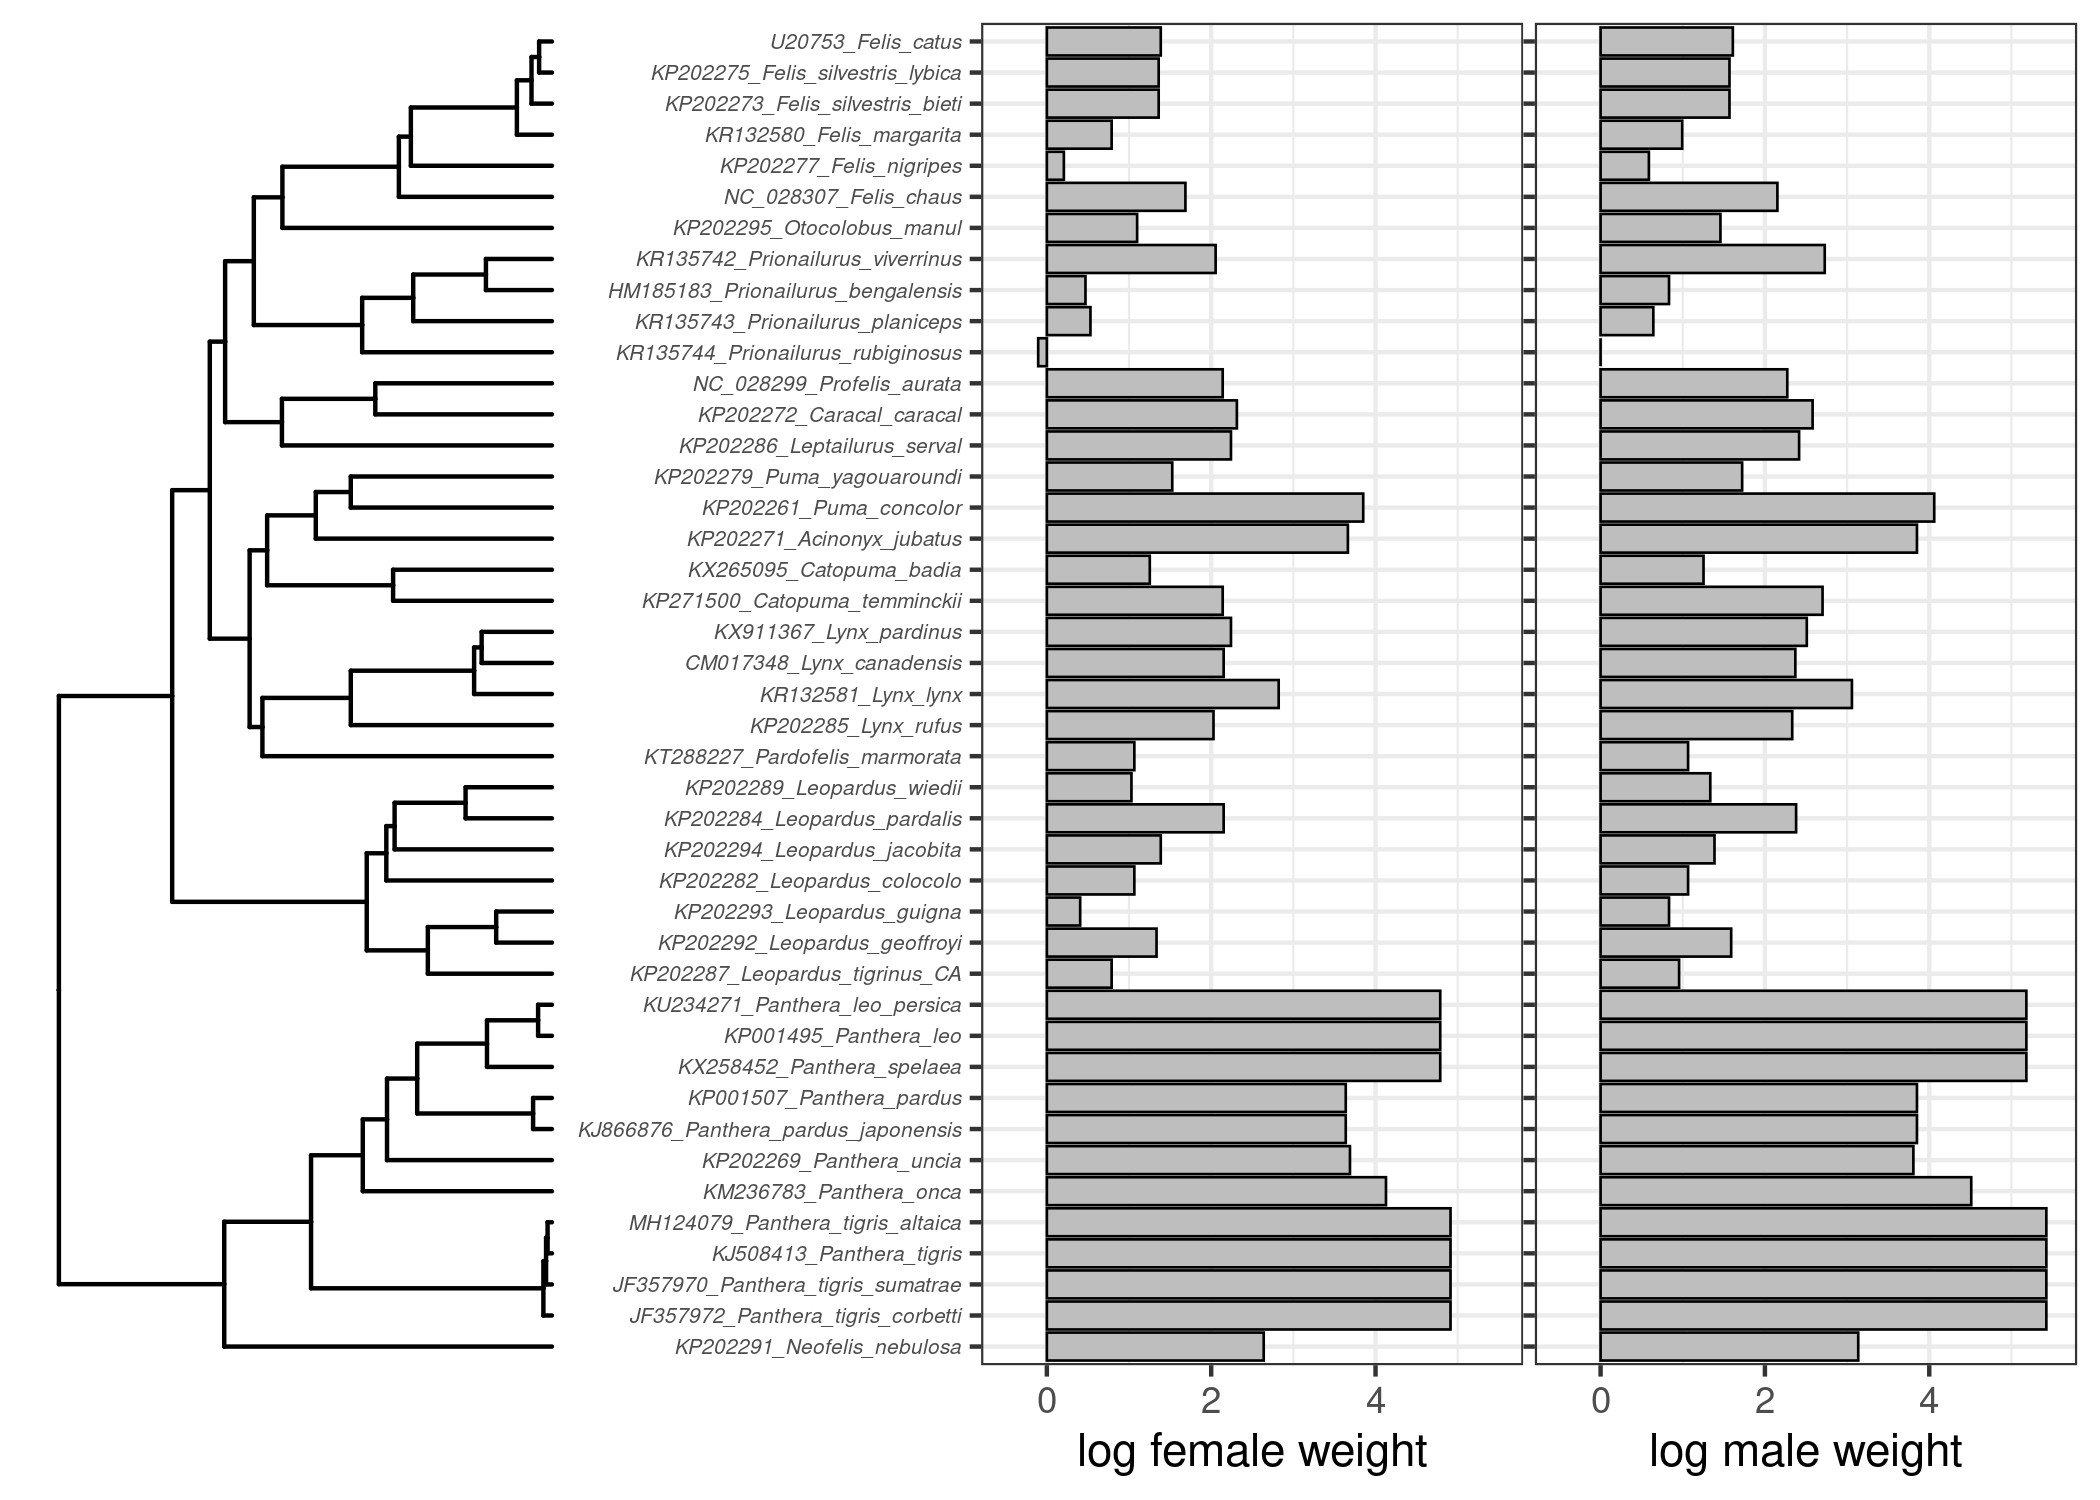 U20753_Felis_catus
KP202275_Felis_silvestris_lybica
KP202273_Felis_silvestris_bieti
KR132580_Felis_margarita
KP202277_Felis_nigripes
NC_028307_Felis_chaus
KP202295_Otocolobus_manul
KR135742_Prionailurus_viverrinus
HM185183_Prionailurus_bengalensis
KR135743_Prionailurus_planiceps
KR135744_Prionailurus_rubiginosus
NC_028299_Profelis_aurata
KP202272_Caracal_caracal
KP202286_Leptailurus_serval
KP202279_Puma_yagouaroundi
KP202261_Puma_concolor
KP202271_Acinonyx_jubatus
KX265095_Catopuma_badia
KP271500_Catopuma_temminckii
KX911367_Lynx_pardinus
CM017348_Lynx_canadensis
KR132581_Lynx_lynx
KP202285_Lynx_rufus
KT288227_Pardofelis_marmorata
KP202289_Leopardus_wiedii
KP202284_Leopardus_pardalis
KP202294_Leopardus_jacobita
KP202282_Leopardus_colocolo
KP202293_Leopardus_guigna
KP202292_Leopardus_geoffroyi
KP202287_Leopardus_tigrinus_CA
KU234271_Panthera_leo_persica
KP001495_Panthera_leo
KX258452_Panthera_spelaea
KP001507_Panthera_pardus
KJ866876_Panthera_pardus_japonensis
KP202269_Panthera_uncia
KM236783_Panthera_onca
MH124079_Panthera_tigris_altaica
KJ508413_Panthera_tigris
JF357970_Panthera_tigris_sumatrae
JF357972_Panthera_tigris_corbetti
KP202291_Neofelis_nebulosa
0 2 4 0 2 4
log female weight log male weight